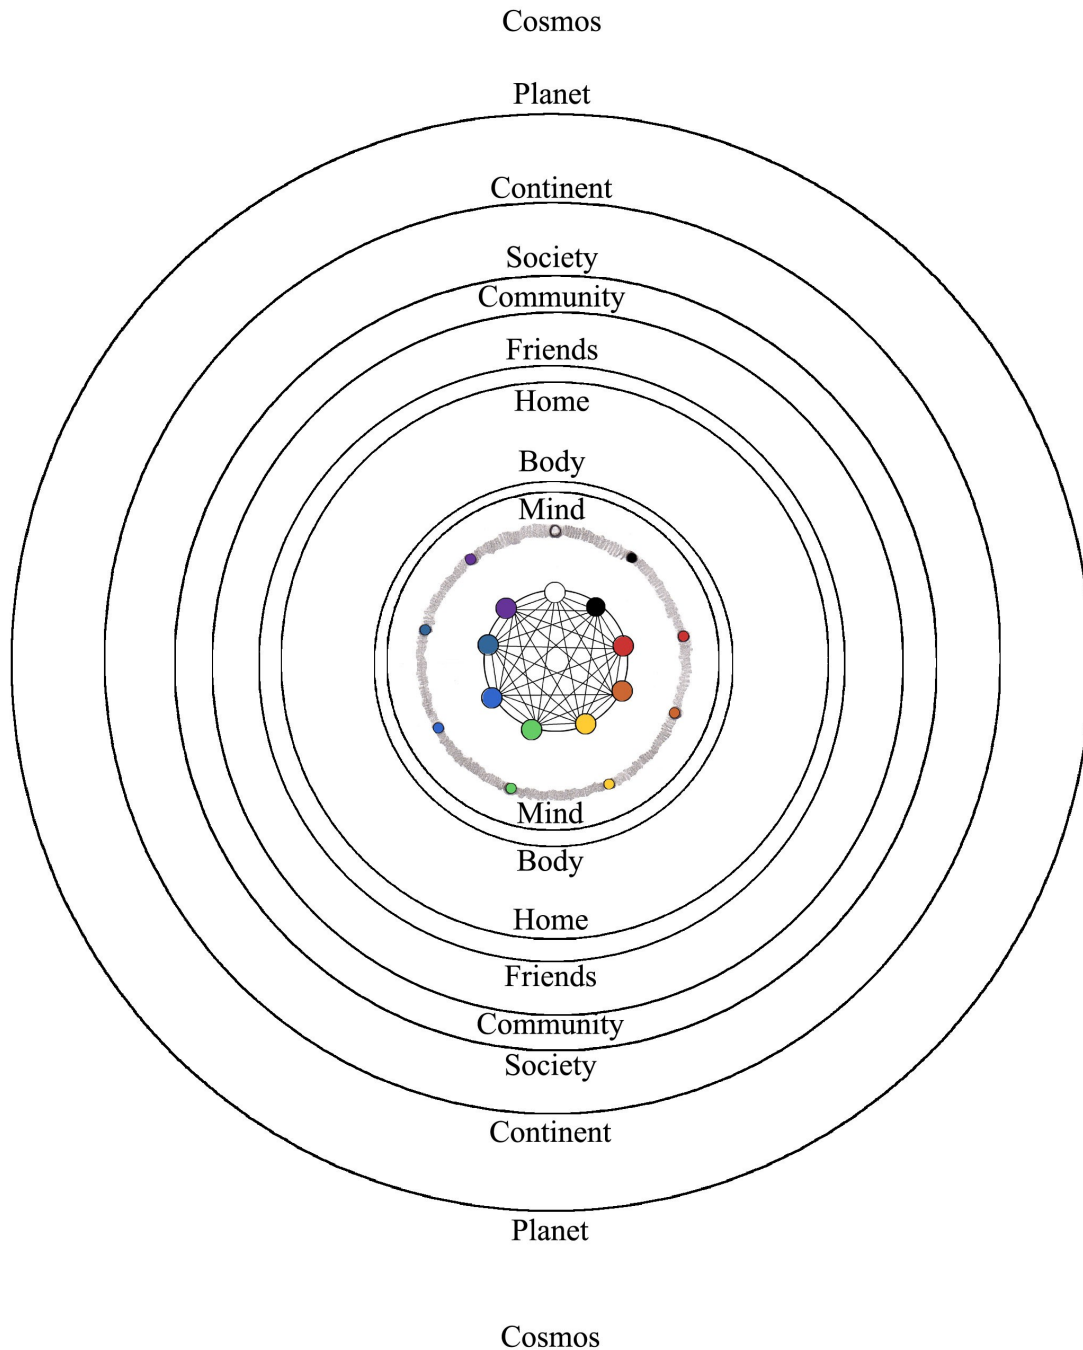 Cosmos
Planet
Continent
Society
Community
Friends
Home
Body
Mind
Mind
Body
Home
Friends
Community
Society
Continent
Planet
Cosmos